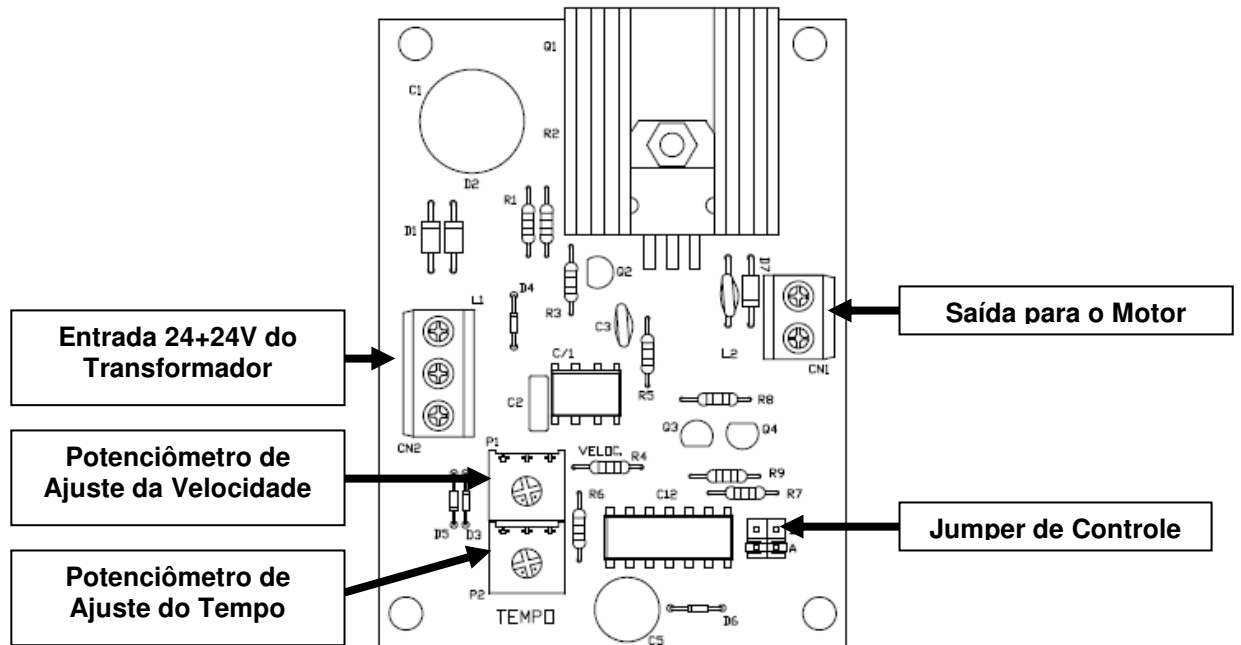 Q1
C1
R2
D2
R1
D1
Q2
D7
D4
R3
L1
C3
Entrada 24+24V do
Transformador
Saída para o Motor
C/1
L2
CN1
R5
C2
R8
CN2
Q3
Q4
P1
VELOC.
R4
Potenciômetro de
Ajuste da Velocidade
R9
R7
R6
C12
D5
D3
A
Jumper de Controle
Potenciômetro de
Ajuste do Tempo
P2
TEMPO
D6
C5